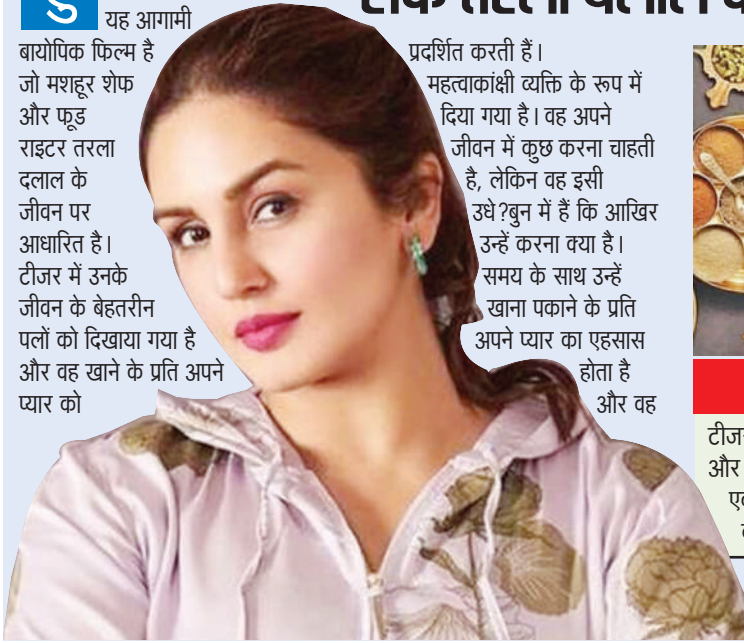 यह आगामी
बायोपिक फिल्म है
जो मशहूर शेफ
और फूड
राइटर तरला
दलाल के
जीवन पर
आधारित है।
टीजर में उनके
जीवन के बेहतरीन
पलों को दिखाया गया है
और वह खाने के प्रति अपने
प्यार को
प्रदर्शित करती हैं।
महत्वाकांक्षी व्यक्ति के रूप में
दिया गया है। वह अपने
जीवन में कुछ करना चाहती
है, लेकिन वह इसी
उधे?बुन में हैं कि आखिर
उन्हें करना क्या है।
समय के साथ उन्हें
खाना पकाने के प्रति
अपने प्यार का एहसास
होता है
और वह
और